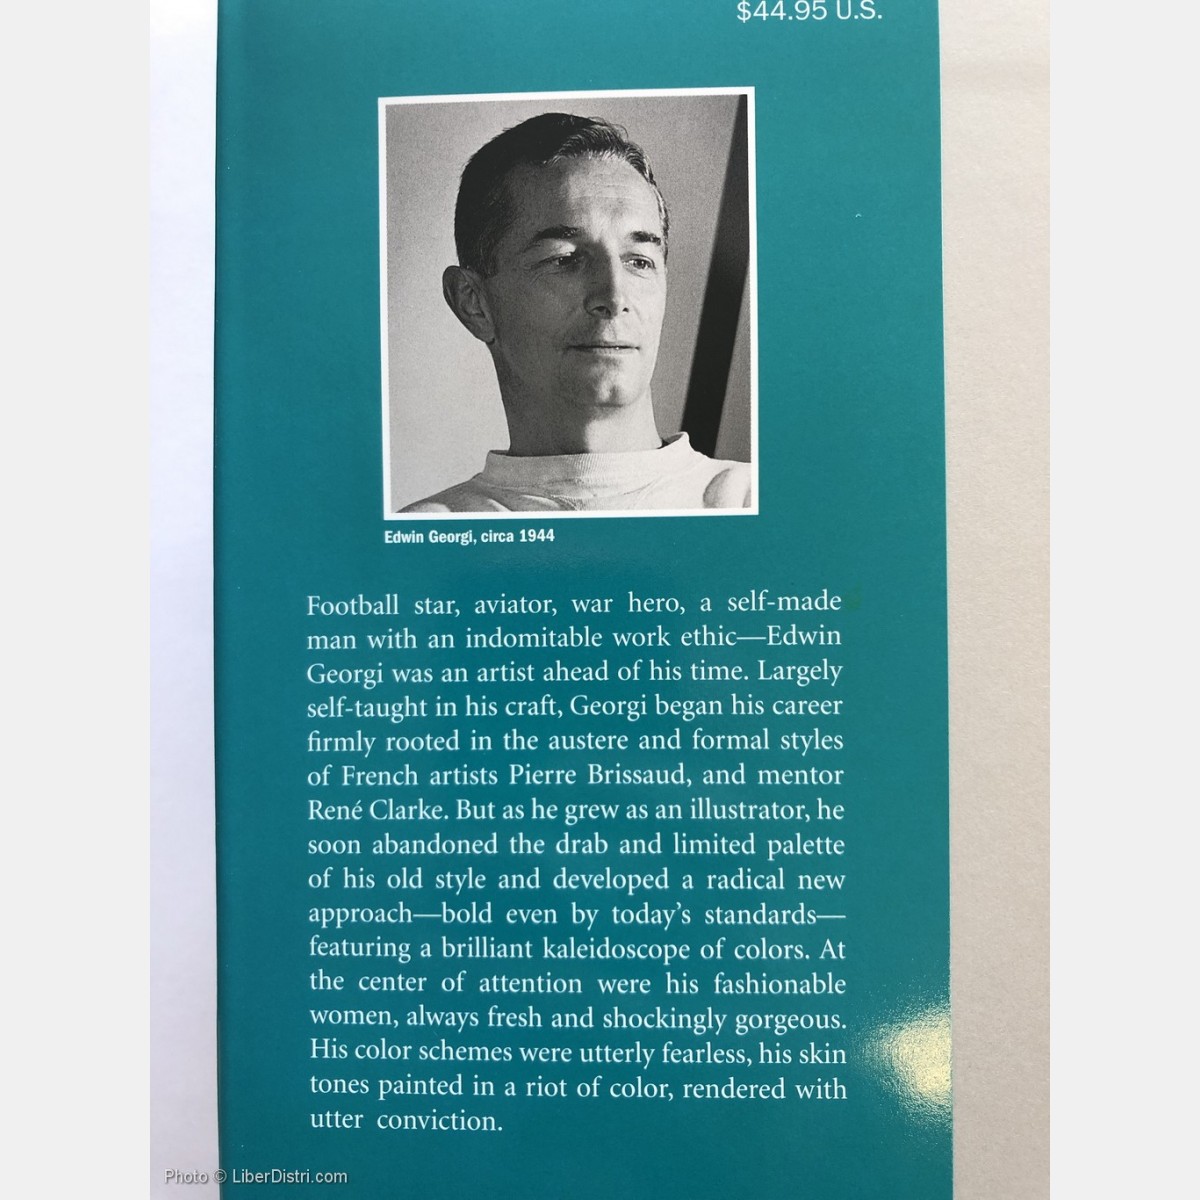 $44.95 U.S.
Edwin Georgi, circa 1944
Football star, aviator, war hero, a self-made
man with an indomitable work ethic—Edwin
Georgi was an artist ahead of his time. Largely
self-taught in his craft, Georgi began his career
firmly rooted in the austere and formal styles
of French artists Pierre Brissaud, and mentor
René Clarke. But as he grew as an illustrator, he
soon abandoned the drab and limited palette
of his old style and developed a radical new
approach—bold even by today's standards—
featuring a brilliant kaleidoscope of colors. At
the center of attention were his fashionable
women, always fresh and shockingly gorgeous.
His color schemes were utterly fearless, his skin
tones painted in a riot of color, rendered with
utter conviction.
Photo © LiberDistri.com